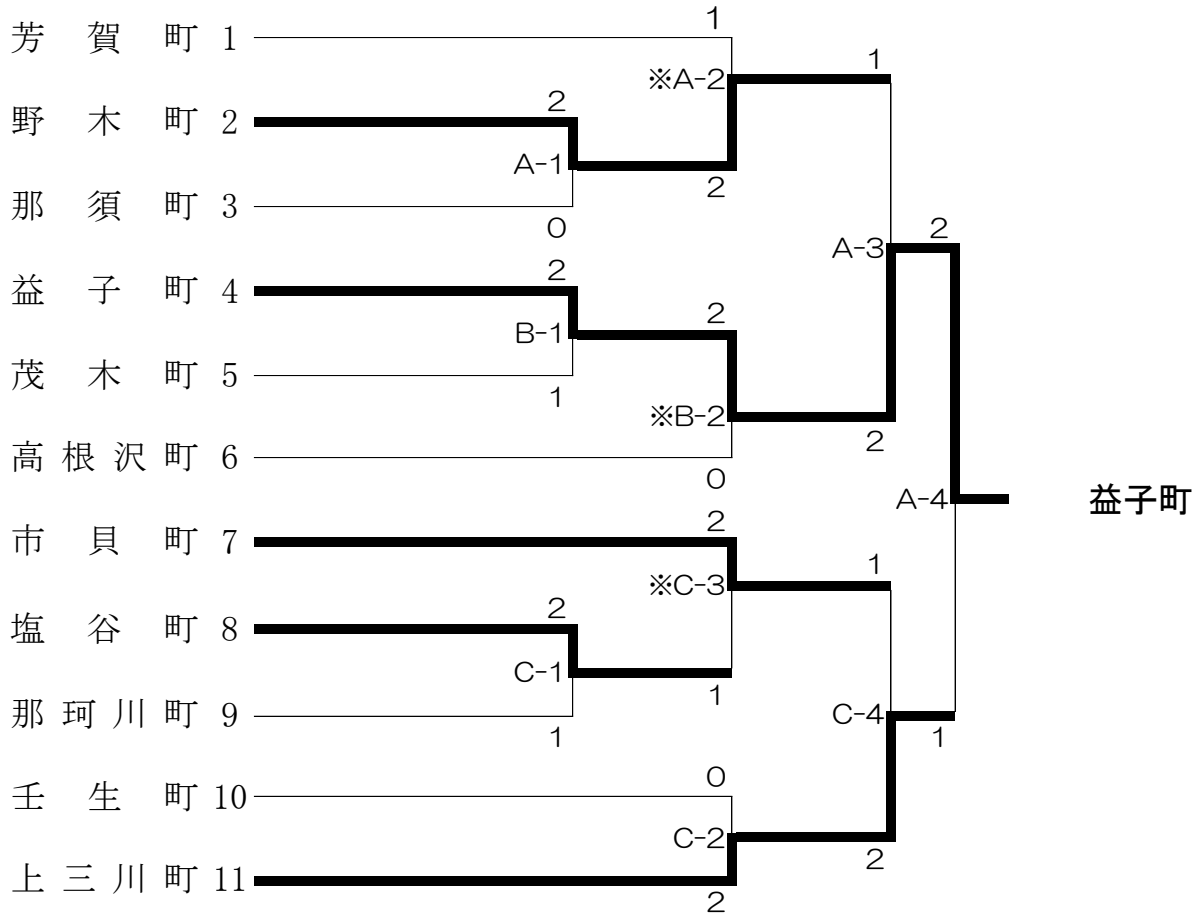 芳賀町 1
1
※A-2
1
野木町 2
2
A-1
2
那須町 3
0
A-3
2
益子町 4
2
B-1
2
茂木町 5
1
※B-2
2
高根沢町 6
0
A-4
益子町
市貝町 7
2
※C-3
1
塩谷町 8
2
C-1
1
那珂川町 9
1
C-4
1
壬生町 10
0
C-2
2
上三川町 11
2